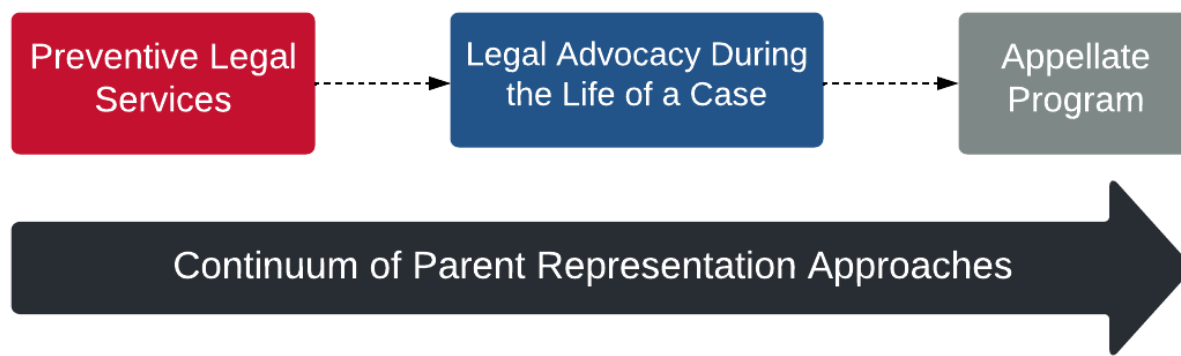 Preventive Legal
Services
Legal Advocacy During
the Life of a Case
Appellate
Program
Continuum of Parent Representation Approaches